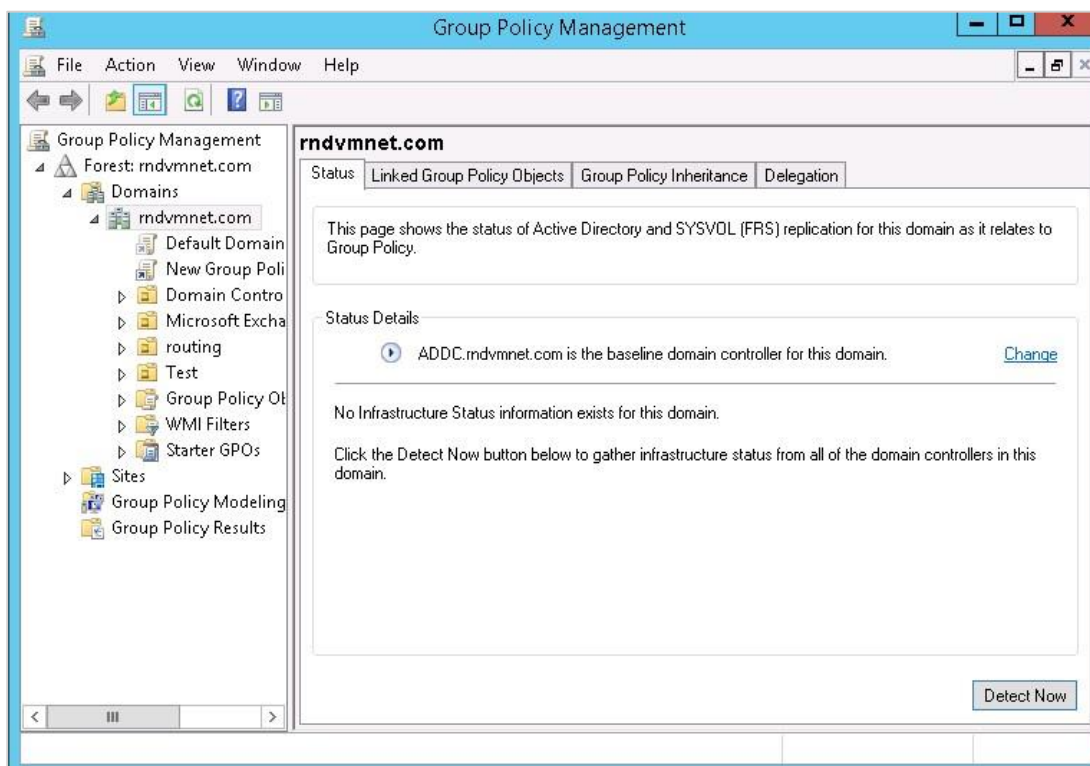 Group Policy Management
File Action View Window Help
Group Policy Management
Forest: rndvmnet.com
Domains
rndvmnet.com
Default Domain
New Group Poli
Domain Contro
Microsoft Excha
routing
Test
Group Policy Ob
WMI Filters
Starter GPOs
Sites
Group Policy Modeling
Group Policy Results
rndvmnet.com
Status Linked Group Policy Objects Group Policy Inheritance Delegation
This page shows the status of Active Directory and SYSVOL (FRS) replication for this domain as it relates to
Group Policy.
Status Details
ADDC.rndvmnet.com is the baseline domain controller for this domain. Change
No Infrastructure Status information exists for this domain.
Click the Detect Now button below to gather infrastructure status from all of the domain controllers in this
domain.
Detect Now